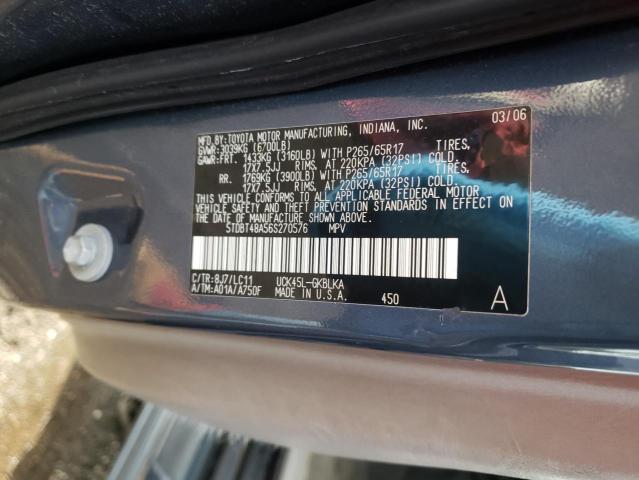 MFD.BY:TOYOTA MOTOR MANUFACTURING, INDIANA, INC. 03/06
GVWR:3039KG (6700LB)
GAWR:FRT. 1433KG (3160LB) WITH P265/65R17 TIRES,
17X7.5JJ RIMS, AT 220KPA (32PSI) COLD.
RR. 1769KG (3900LB) WITH P265/65R17 TIRES,
17X7.5JJ RIMS, AT 220KPA (32PSI) COLD.
THIS VEHICLE CONFORMS TO ALL APPLICABLE FEDERAL MOTOR
VEHICLE SAFETY AND THEFT PREVENTION STANDARDS IN EFFECT ON
THE DATE OF MANUFACTURE SHOWN ABOVE.
5TDBT48A56S270576 MPV
C/TR:8J7/LC11 UCK45L-GKBLKA
A/TM:A01A/A750F MADE IN U.S.A. 450 A